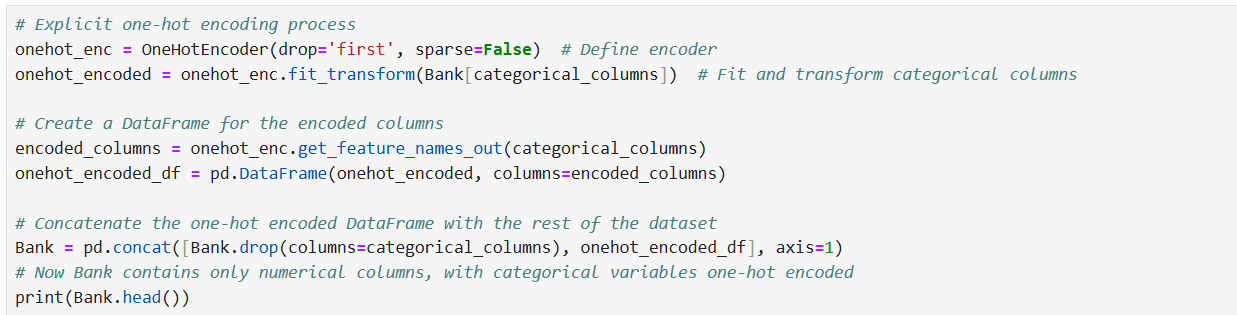 # Explicit one-hot encoding process
onehot_enc = OneHotEncoder(drop='first', sparse=False)  # Define encoder
onehot_encoded = onehot_enc.fit_transform(Bank[categorical_columns])  # Fit and transform categorical columns

# Create a DataFrame for the encoded columns
encoded_columns = onehot_enc.get_feature_names_out(categorical_columns)
onehot_encoded_df = pd.DataFrame(onehot_encoded, columns=encoded_columns)

# Concatenate the one-hot encoded DataFrame with the rest of the dataset
Bank = pd.concat([Bank.drop(columns=categorical_columns), onehot_encoded_df], axis=1)
# Now Bank contains only numerical columns, with categorical variables one-hot encoded
print(Bank.head())